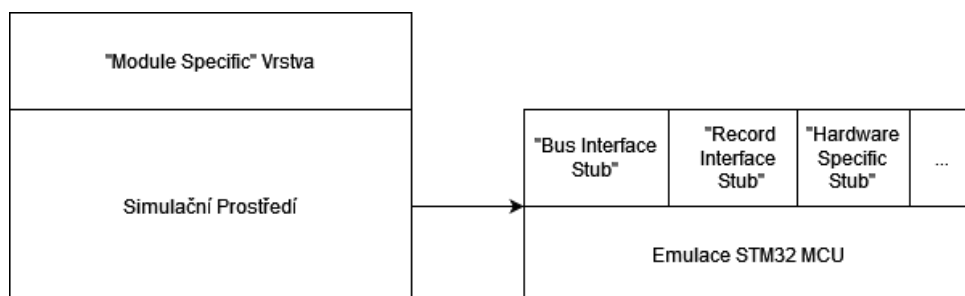 "Module Specific" Vrstva
Simulační Prostředí
"Bus Interface
Stub"
"Record
Interface
Stub"
"Hardware
Specific
Stub"
...
Emulace STM32 MCU